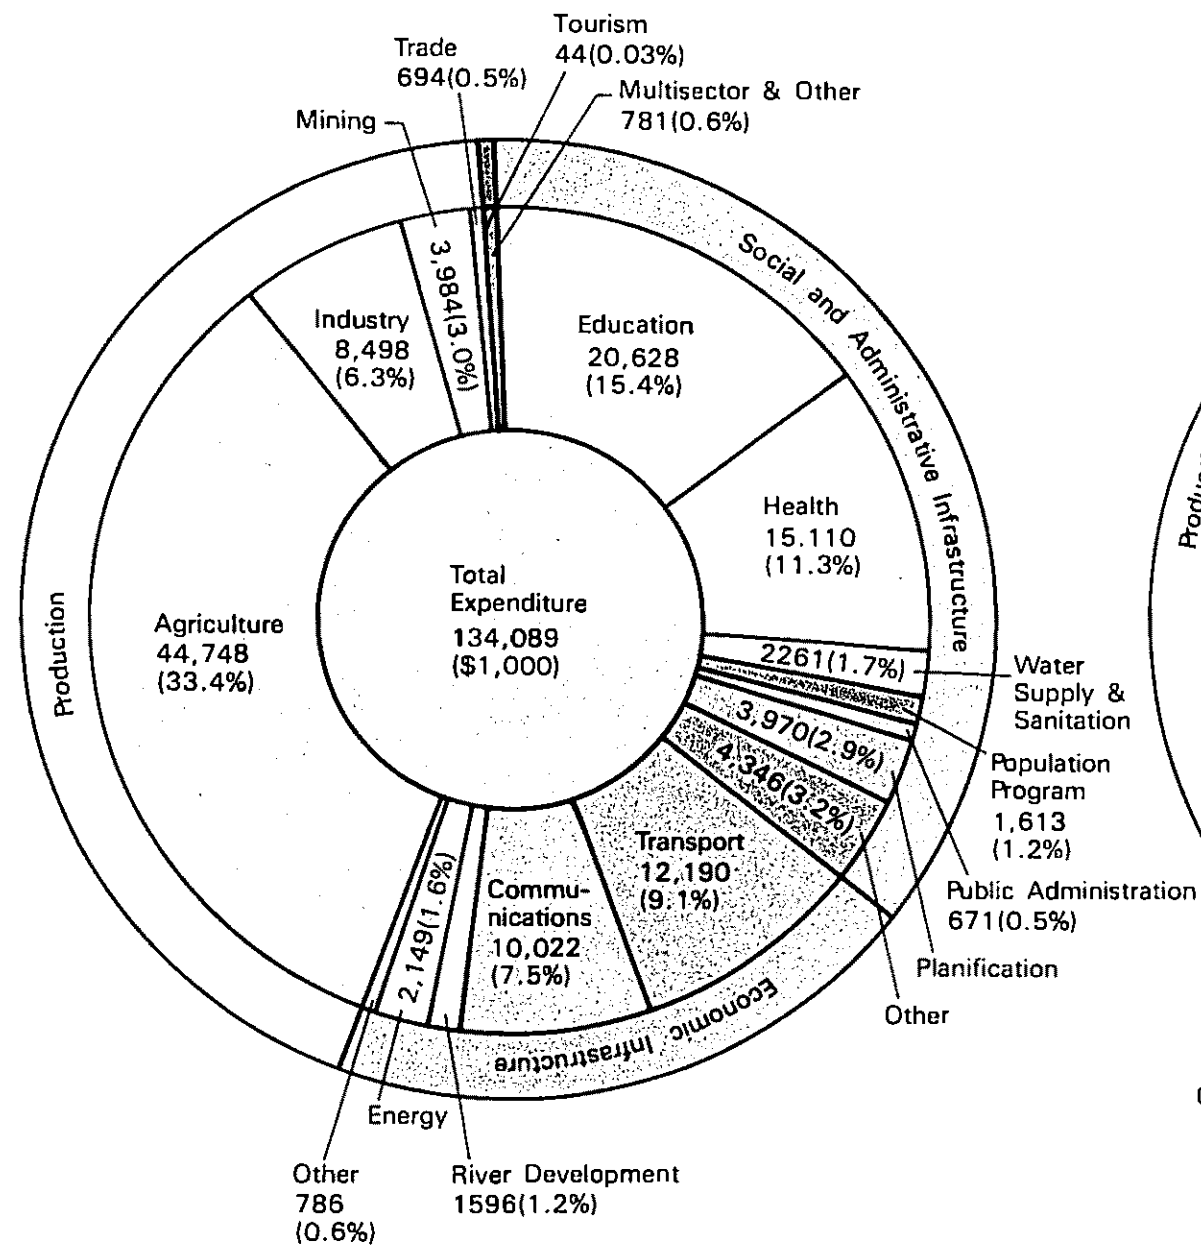 Tourism
44(0.03%)
Trade
694(0.5%)
Multisector & Other
781(0.6%)
Mining
3,984(3.0%)
Industry
8,498
(6.3%)
Education
20,628
(15.4%)
Social and Administrative Infrastructure
Health
15.110
(11.3%)
Total
Expenditure
134,089
($1,000)
Production
Agriculture
44,748
(33.4%)
2261(1.7%)
Water
Supply &
Sanitation
Population
Program
1,613
(1.2%)
3,970(2.9%)
4,346(3.2%)
Public Administration
671(0.5%)
Planification
Other
Transport
12,190
(9.1%)
Commu-
nications
10,022
(7.5%)
2,149(1.6%)
Economic Infrastructure
Energy
Other
786
(0.6%)
River Development
1596(1.2%)